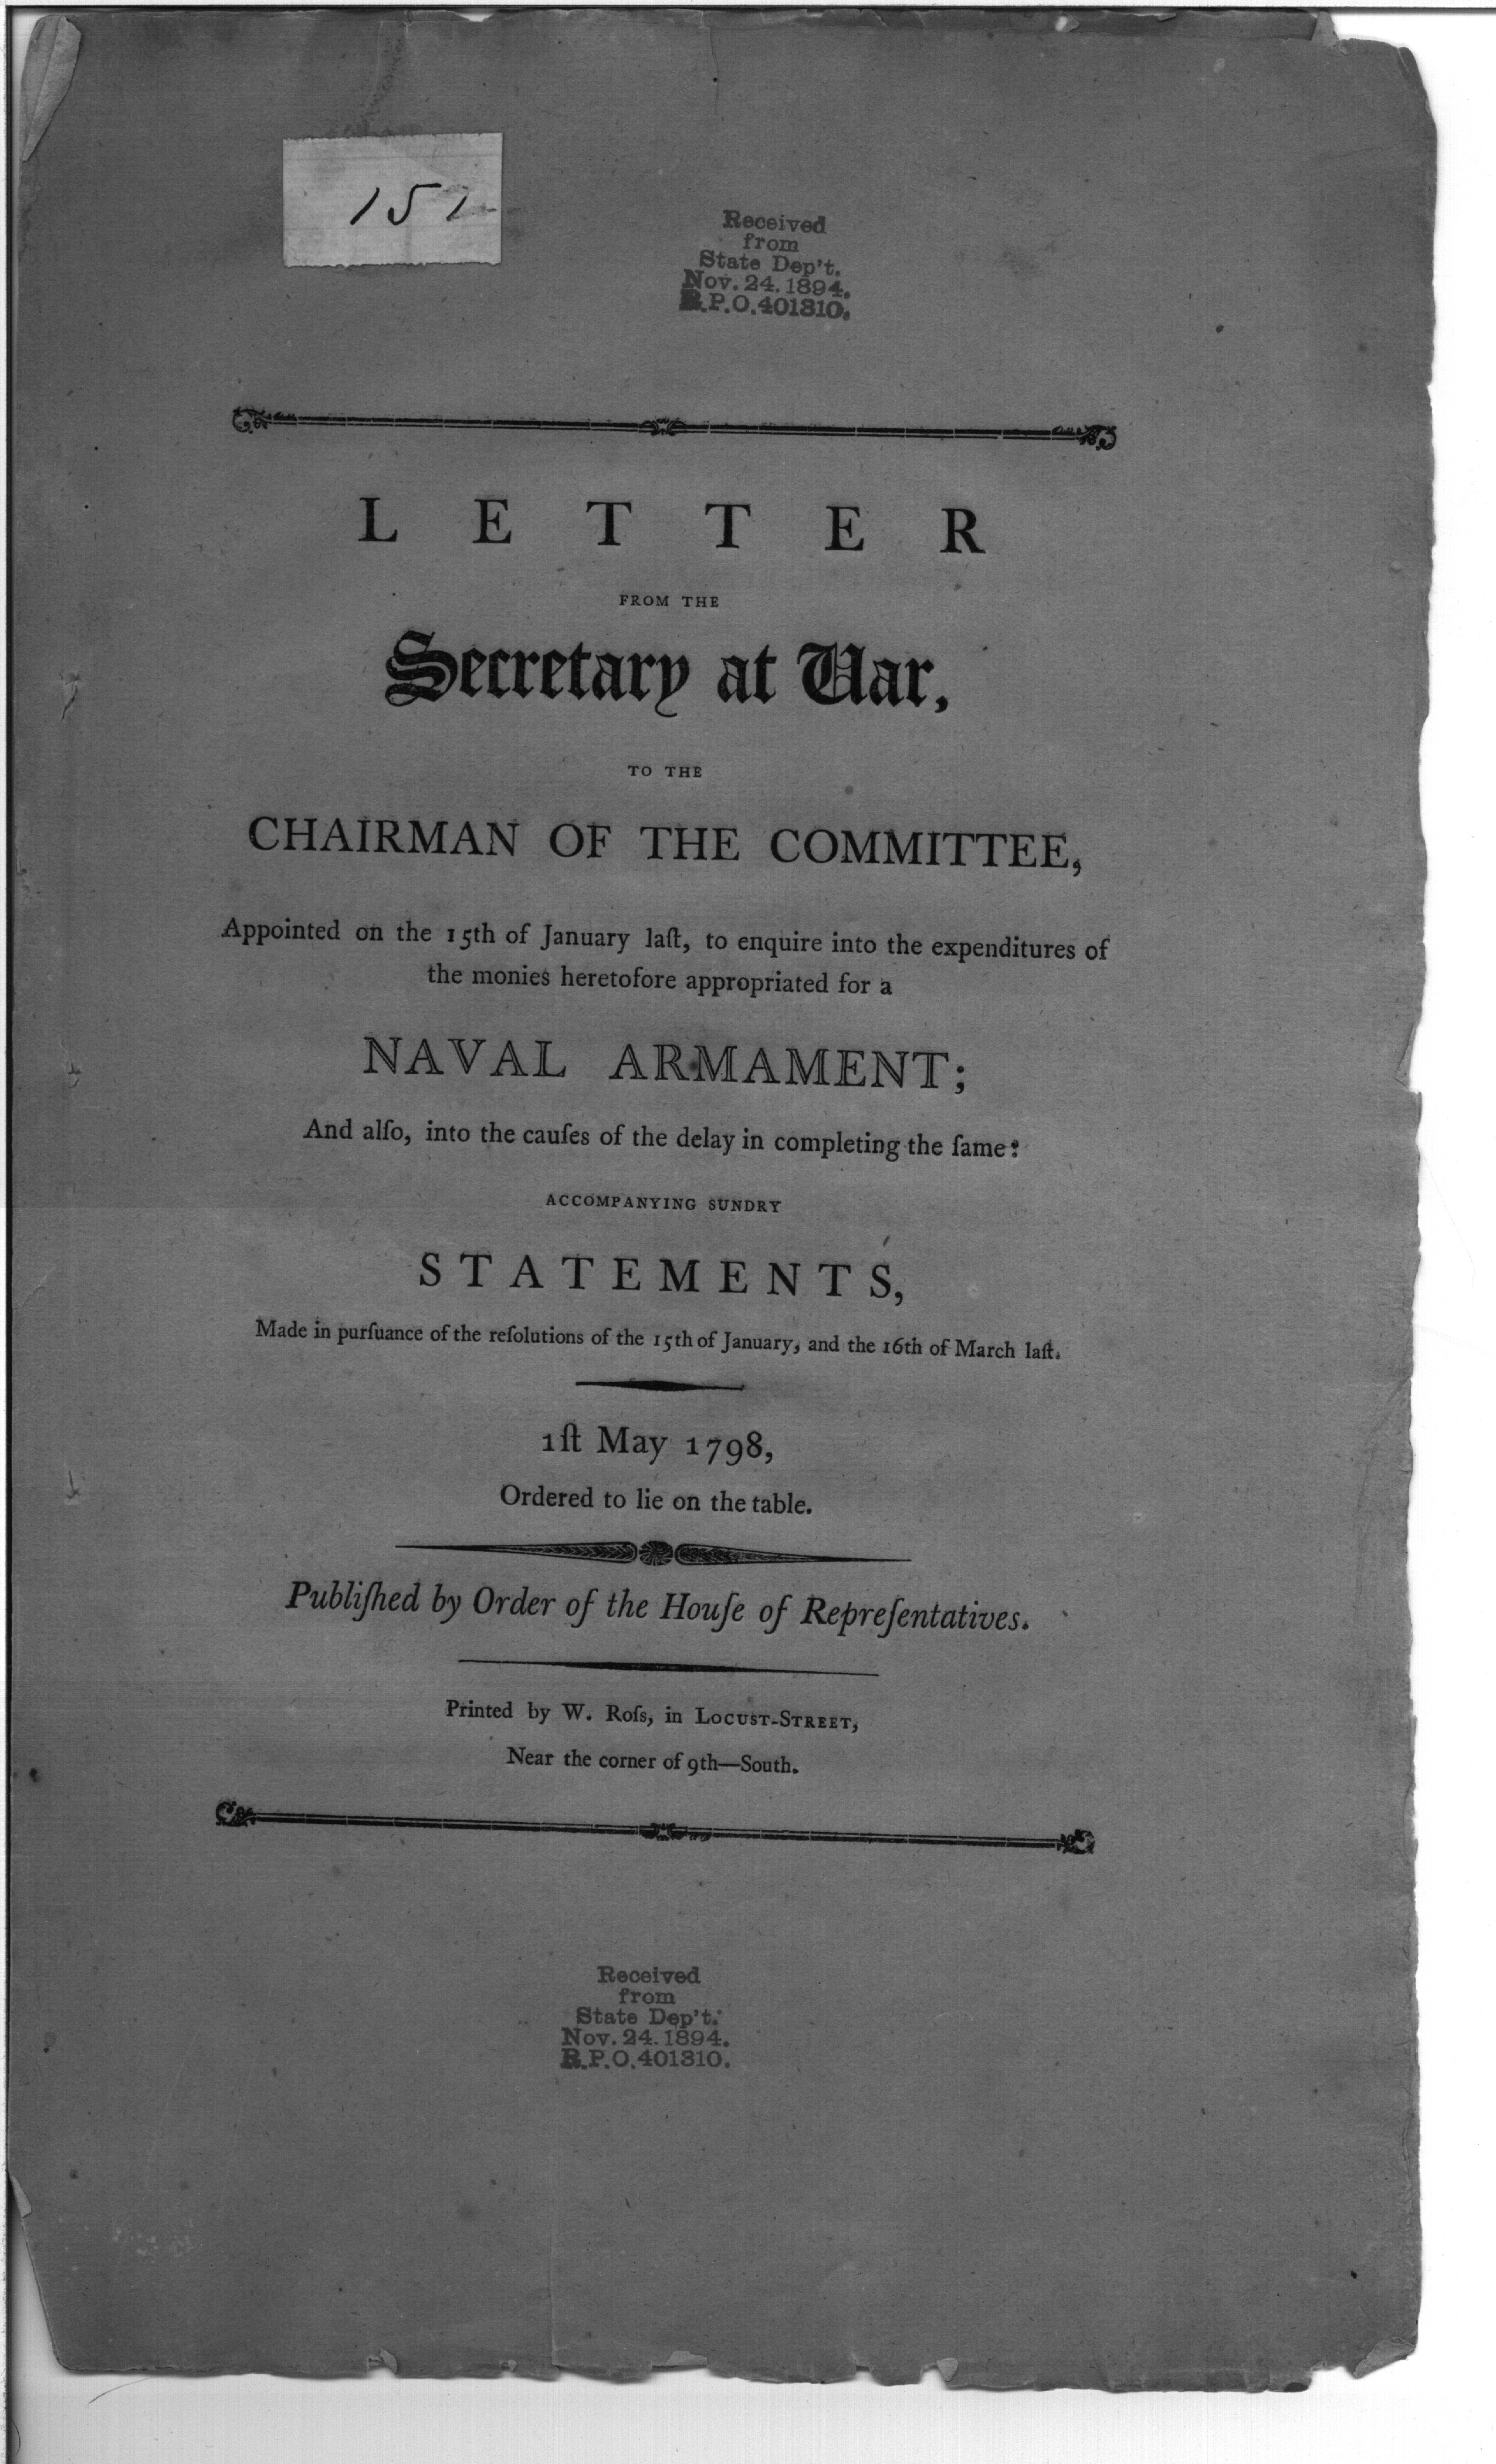 151
Received
from
State Dep't.
Nov. 24. 1894.
R.P.O. 401310.
LETTER
FROM THE
Secretary at War,
TO THE
CHAIRMAN OF THE COMMITTEE,
Appointed on the 15th of January laſt, to enquire into the expenditures of
the monies heretofore appropriated for a
NAVAL ARMAMENT;
And alſo, into the cauſes of the delay in completing the ſame:
ACCOMPANYING SUNDRY
STATEMENTS,
Made in purſuance of the reſolutions of the 15th of January, and the 16th of March laſt.
1ſt May 1798,
Ordered to lie on the table.
Publiſhed by Order of the Houſe of Repreſentatives.
Printed by W. Roſs, in LOCUST-STREET,
Near the corner of 9th—South.
Received
from
State Dep't.
Nov. 24. 1894.
R.P.O. 401310.